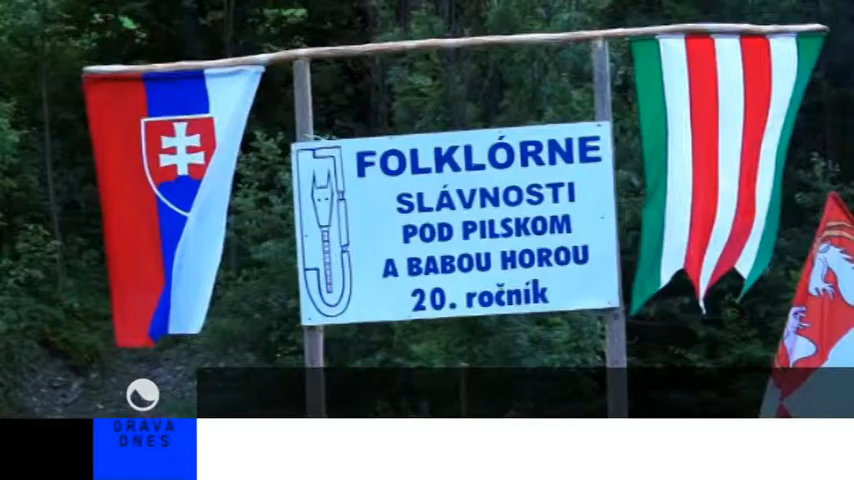 FOLKLÓRNE
SLÁVNOSTI
POD PILSKOM
A BABOU HOROU
20. ročník
ORAVA
DNES